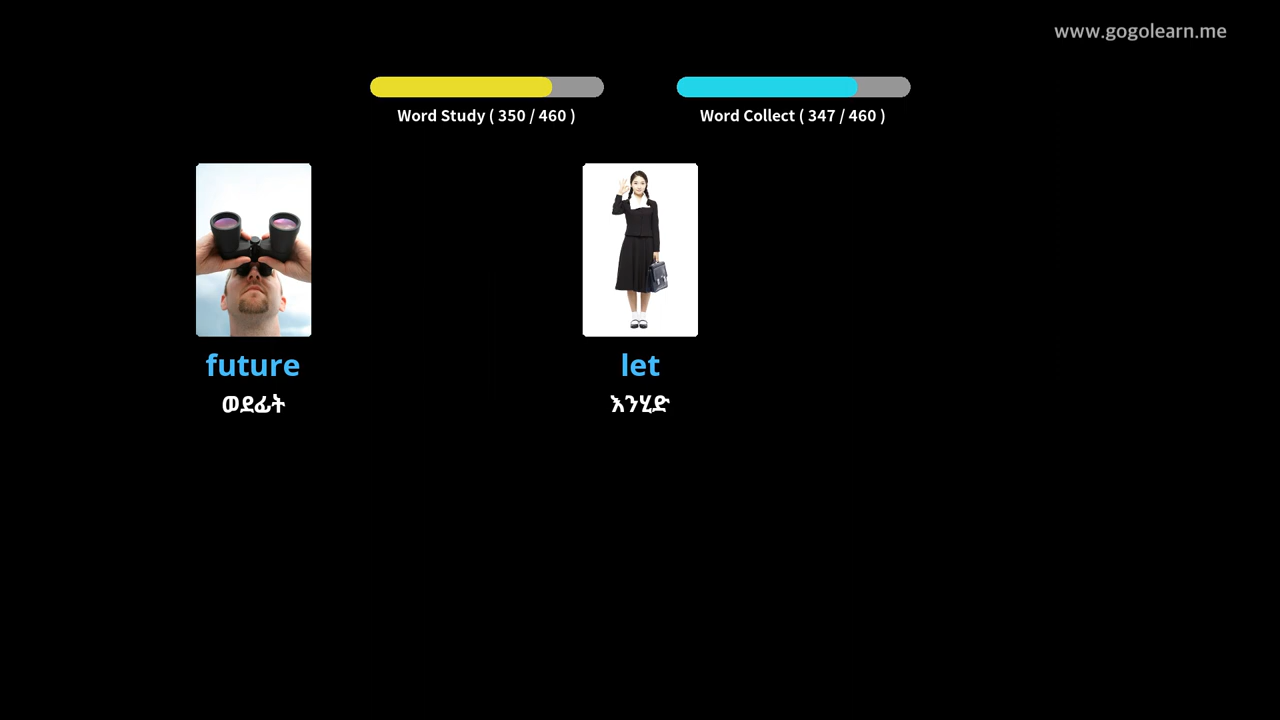 www.gogolearn.me
Word Study ( 350 / 460 )
Word Collect ( 347 / 460 )
future
ወደፊት
let
እንሂድ